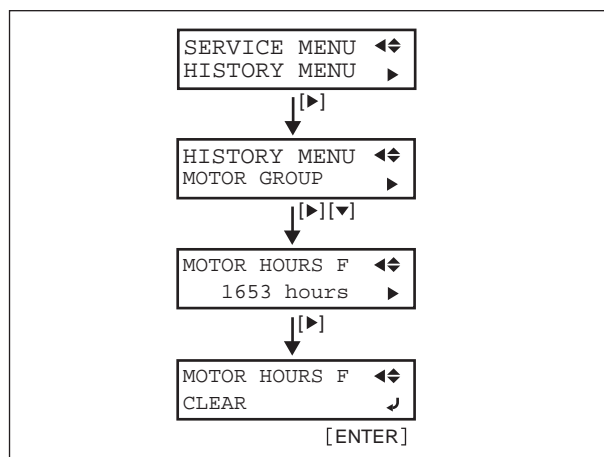 SERVICE MENU ◀◆
HISTORY MENU ▶
[▶]
HISTORY MENU ◀◆
MOTOR GROUP ▶
[▶][▼]
MOTOR HOURS F ◀◆
1653 hours ▶
[▶]
MOTOR HOURS F ◀◆
CLEAR ↲
[ENTER]